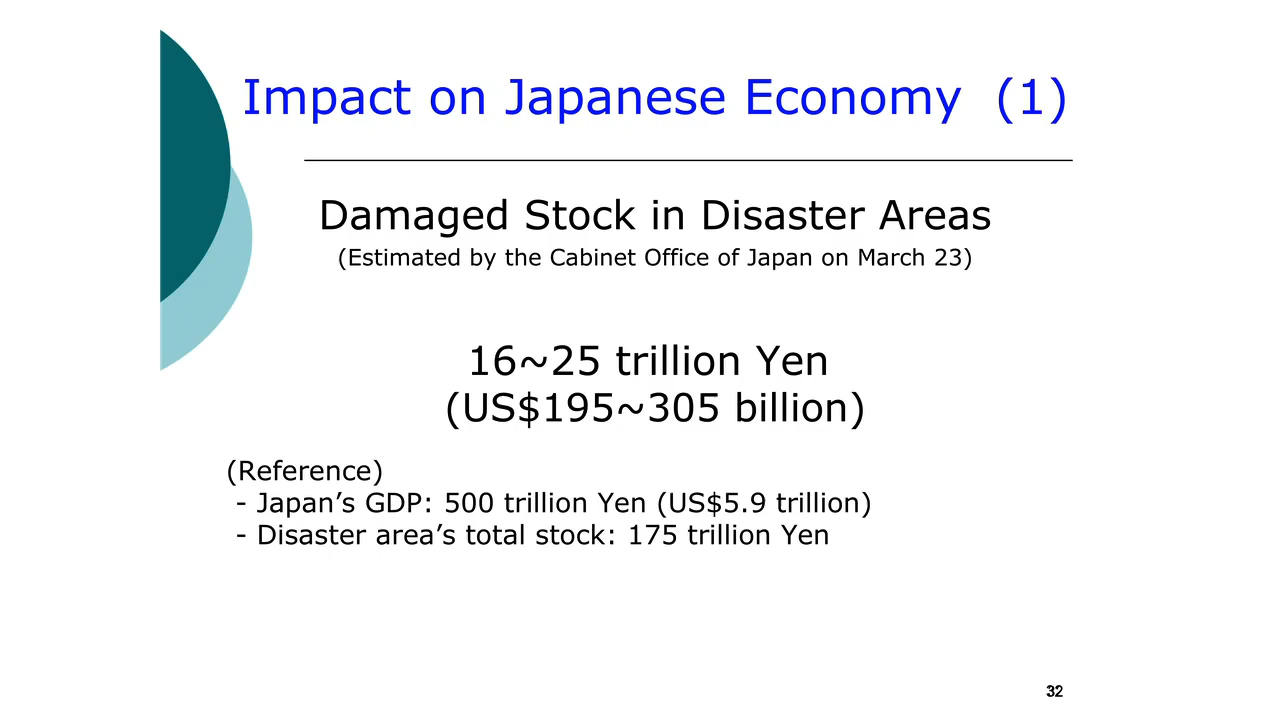 Impact on Japanese Economy (1)
Damaged Stock in Disaster Areas
(Estimated by the Cabinet Office of Japan on March 23)
16~25 trillion Yen
(US$195~305 billion)
(Reference)
- Japan’s GDP: 500 trillion Yen (US$5.9 trillion)
- Disaster area’s total stock: 175 trillion Yen
32